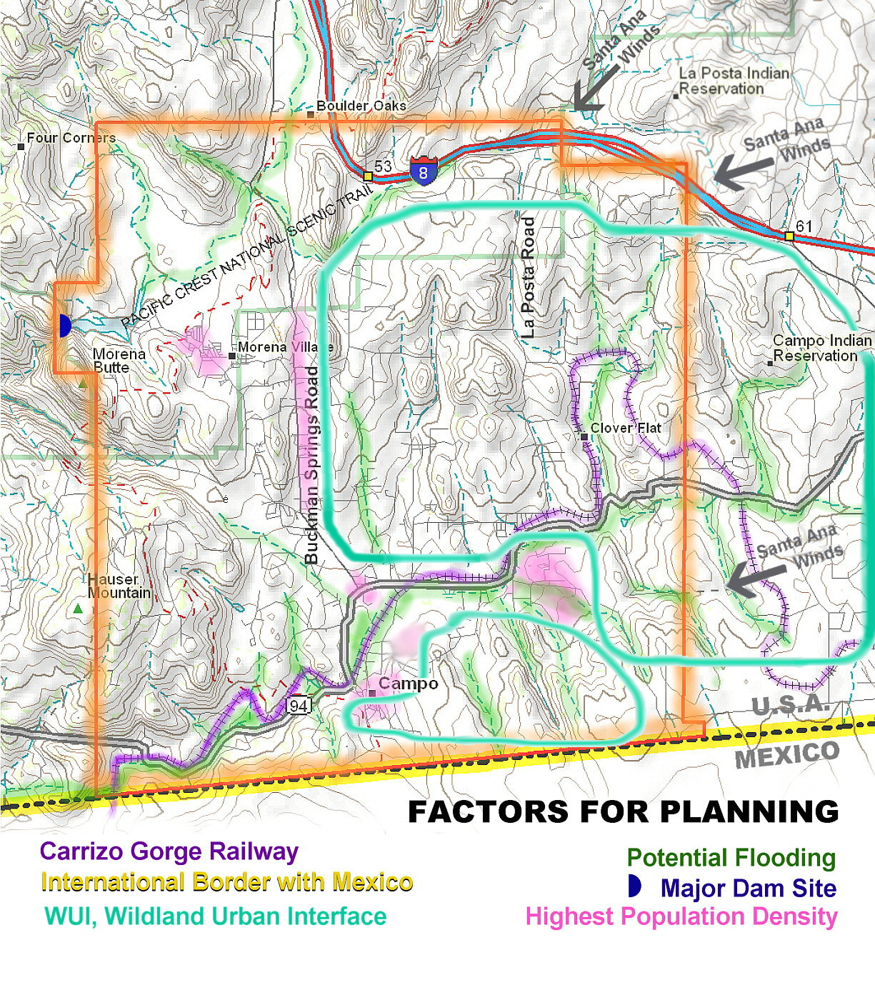 Santa Ana
Winds
La Posta Indian
Reservation
Boulder Oaks
Four Corners
Santa Ana
Winds
53
8
61
PACIFIC CREST NATIONAL SCENIC TRAIL
La Posta Road
Morena Village
Campo Indian
Reservation
Morena
Butte
Buckman Springs Road
Clover Flat
é
Santa Ana
Winds
Hauser
Mountain
Campo
94
U.S.A.
MEXICO
FACTORS FOR PLANNING
Carrizo Gorge Railway
International Border with Mexico
WUI, Wildland Urban Interface
Potential Flooding
Major Dam Site
Highest Population Density